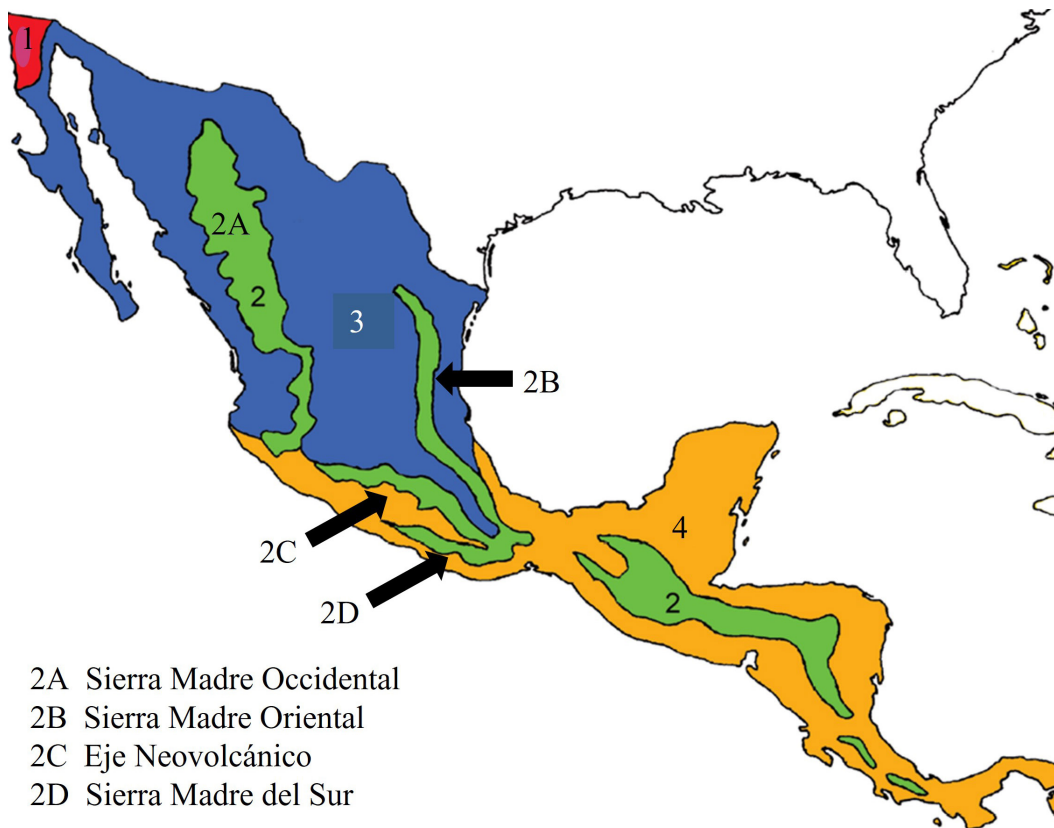 1
2A
2
3
2B
4
2C
2
2D
2A Sierra Madre Occidental
2B Sierra Madre Oriental
2C Eje Neovolcánico
2D Sierra Madre del Sur